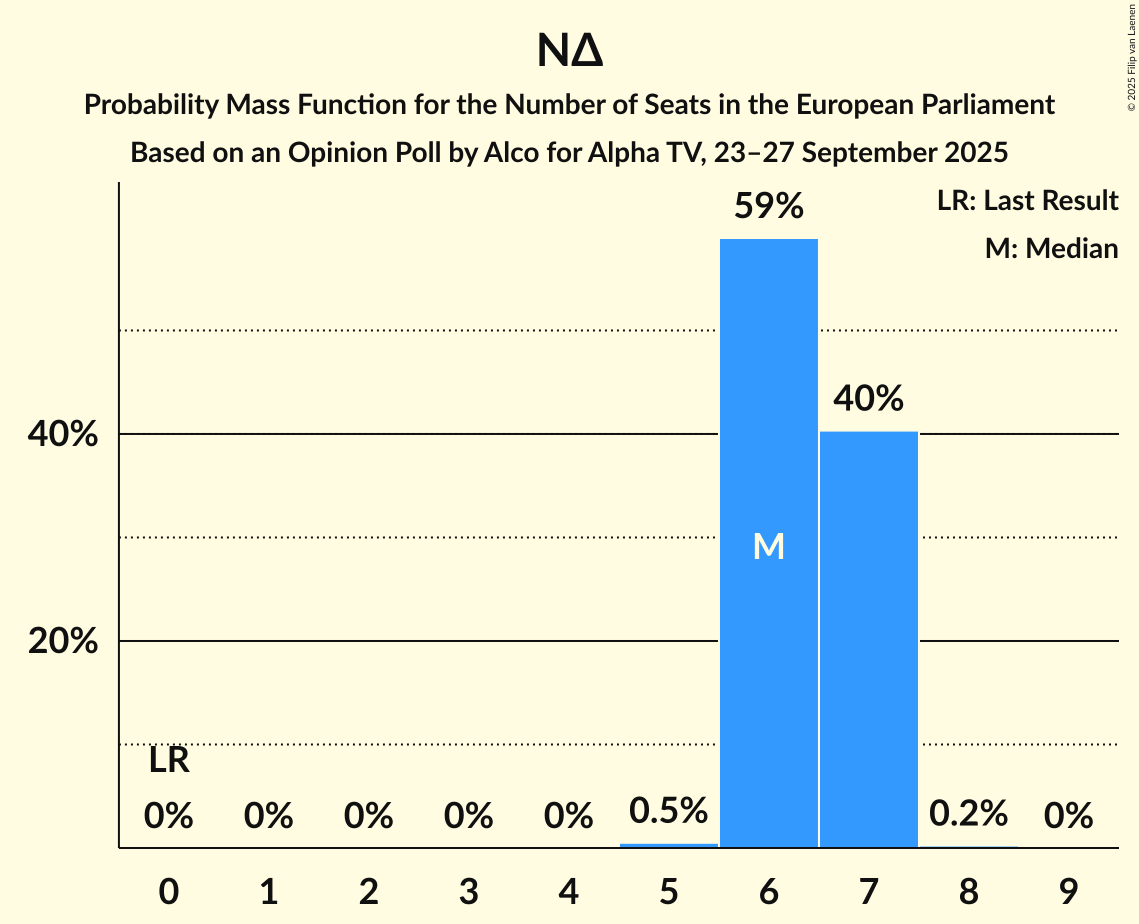 ΝΔ
Probability Mass Function for the Number of Seats in the European Parliament
Based on an Opinion Poll by Alco for Alpha TV, 23–27 September 2025
© 2025 Filip van Laenen
LR: Last Result
M: Median
59%
40%
40%
M
20%
LR
0% 0% 0% 0% 0% 0.5% 0.2% 0%
0 1 2 3 4 5 6 7 8 9